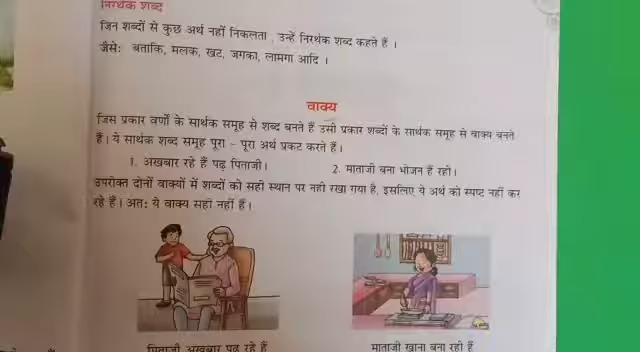 निरर्थक शब्द
जिन शब्दों से कुछ अर्थ नहीं निकलता , उन्हें निरर्थक शब्द कहते हैं ।
जैसे: बताकि, मलक, खट, जगका, लामगा आदि ।
वाक्य
जिस प्रकार वर्णों के सार्थक समूह से शब्द बनते हैं उसी प्रकार शब्दों के सार्थक समूह से वाक्य बनते
हैं। ये सार्थक शब्द समूह पूरा - पूरा अर्थ प्रकट करते हैं।
1. अखबार रहे हैं पढ़ पिताजी। 2. माताजी बना भोजन हैं रही।
उपरोक्त दोनों वाक्यों में शब्दों को सही स्थान पर नही रखा गया है, इसलिए ये अर्थ को स्पष्ट नहीं कर
रहे हैं। अत: ये वाक्य सही नहीं हैं।
पिताजी अखबार पढ़ रहे हैं
माताजी खाना बना रही हैं